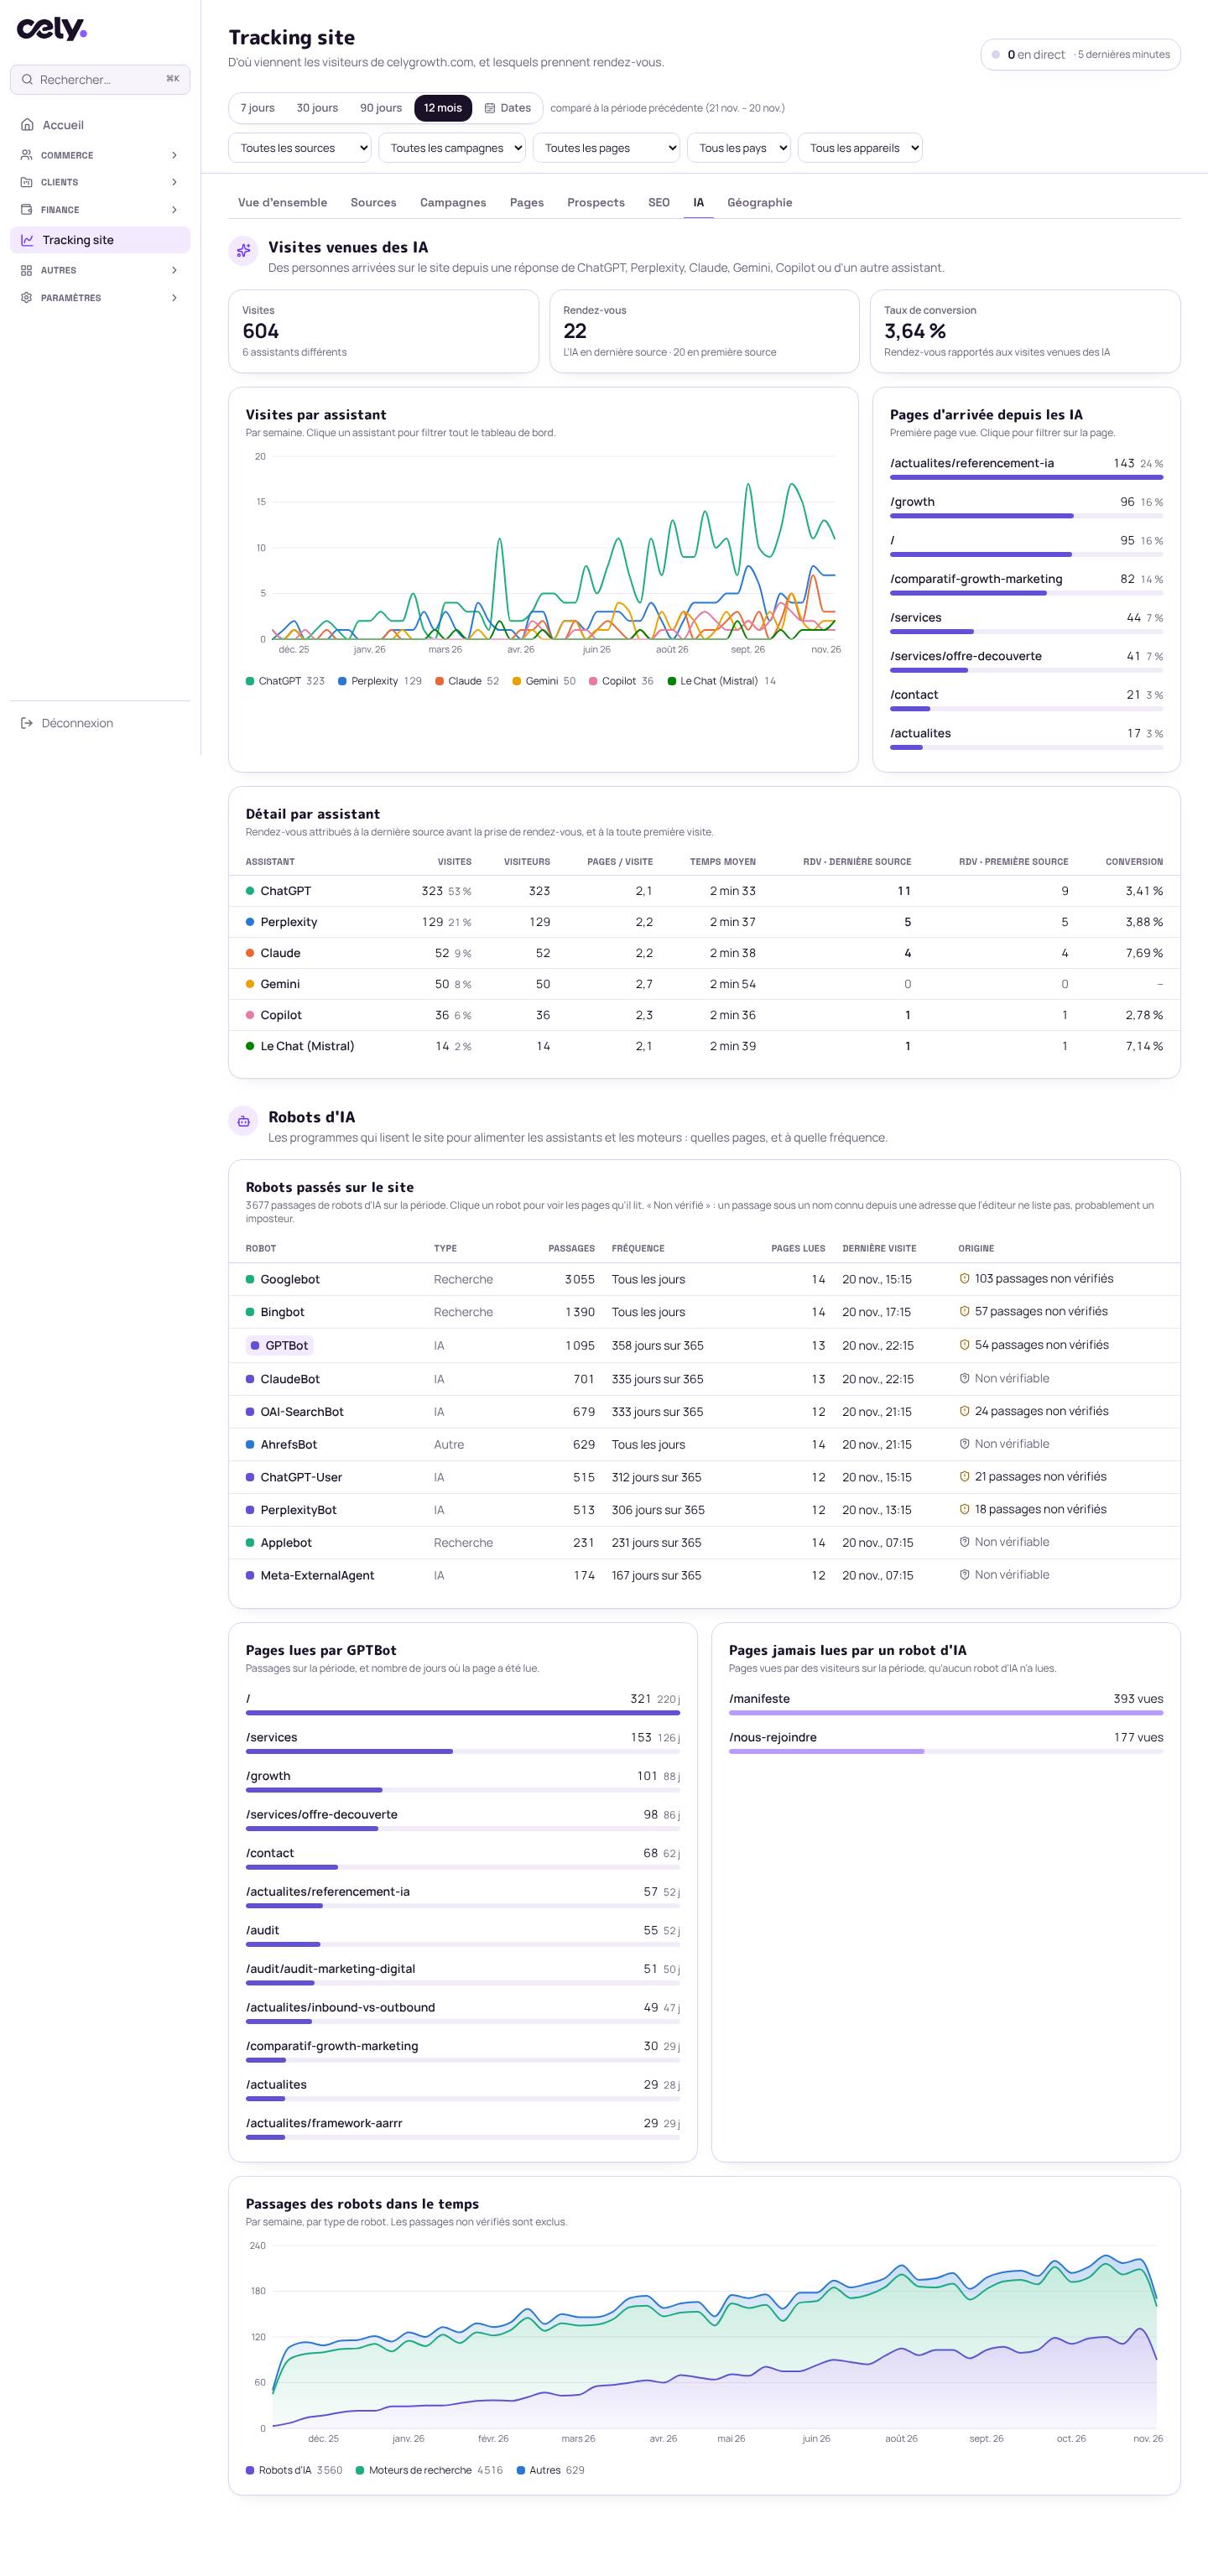 cely.
Rechercher... ⌘K
Accueil
COMMERCE
CLIENTS
FINANCE
Tracking site
AUTRES
PARAMÈTRES
Déconnexion
Tracking site
D'où viennent les visiteurs de celygrowth.com, et lesquels prennent rendez-vous.
0 en direct · 5 dernières minutes
7 jours 30 jours 90 jours 12 mois Dates comparé à la période précédente (21 nov. – 20 nov.)
Toutes les sources Toutes les campagnes Toutes les pages Tous les pays Tous les appareils
Vue d'ensemble Sources Campagnes Pages Prospects SEO IA Géographie
Visites venues des IA
Des personnes arrivées sur le site depuis une réponse de ChatGPT, Perplexity, Claude, Gemini, Copilot ou d'un autre assistant.
Visites
604
6 assistants différents
Rendez-vous
22
L'IA en dernière source · 20 en première source
Taux de conversion
3,64 %
Rendez-vous rapportés aux visites venues des IA
Visites par assistant
Par semaine. Clique un assistant pour filtrer tout le tableau de bord.
20
15
10
5
0
déc. 25 janv. 26 mars 26 avr. 26 juin 26 août 26 sept. 26 nov. 26
ChatGPT 323 Perplexity 129 Claude 52 Gemini 50 Copilot 36 Le Chat (Mistral) 14
Pages d'arrivée depuis les IA
Première page vue. Clique pour filtrer sur la page.
/actualites/referencement-ia 143 24 %
/growth 96 16 %
/ 95 16 %
/comparatif-growth-marketing 82 14 %
/services 44 7 %
/services/offre-decouverte 41 7 %
/contact 21 3 %
/actualites 17 3 %
Détail par assistant
Rendez-vous attribués à la dernière source avant la prise de rendez-vous, et à la toute première visite.
ASSISTANT VISITES VISITEURS PAGES / VISITE TEMPS MOYEN RDV · DERNIÈRE SOURCE RDV · PREMIÈRE SOURCE CONVERSION
ChatGPT 323 53 % 323 2,1 2 min 33 11 9 3,41 %
Perplexity 129 21 % 129 2,2 2 min 37 5 5 3,88 %
Claude 52 9 % 52 2,2 2 min 38 4 4 7,69 %
Gemini 50 8 % 50 2,7 2 min 54 0 0 –
Copilot 36 6 % 36 2,3 2 min 36 1 1 2,78 %
Le Chat (Mistral) 14 2 % 14 2,1 2 min 39 1 1 7,14 %
Robots d'IA
Les programmes qui lisent le site pour alimenter les assistants et les moteurs : quelles pages, et à quelle fréquence.
Robots passés sur le site
3 677 passages de robots d'IA sur la période. Clique un robot pour voir les pages qu'il lit. « Non vérifié » : un passage sous un nom connu depuis une adresse que l'éditeur ne liste pas, probablement un
imposteur.
ROBOT TYPE PASSAGES FRÉQUENCE PAGES LUES DERNIÈRE VISITE ORIGINE
Googlebot Recherche 3 055 Tous les jours 14 20 nov., 15:15 103 passages non vérifiés
Bingbot Recherche 1 390 Tous les jours 14 20 nov., 17:15 57 passages non vérifiés
GPTBot IA 1 095 358 jours sur 365 13 20 nov., 22:15 54 passages non vérifiés
ClaudeBot IA 701 335 jours sur 365 13 20 nov., 22:15 Non vérifiable
OAI-SearchBot IA 679 333 jours sur 365 12 20 nov., 21:15 24 passages non vérifiés
AhrefsBot Autre 629 Tous les jours 14 20 nov., 21:15 Non vérifiable
ChatGPT-User IA 515 312 jours sur 365 12 20 nov., 15:15 21 passages non vérifiés
PerplexityBot IA 513 306 jours sur 365 12 20 nov., 13:15 18 passages non vérifiés
Applebot Recherche 231 231 jours sur 365 14 20 nov., 07:15 Non vérifiable
Meta-ExternalAgent IA 174 167 jours sur 365 12 20 nov., 07:15 Non vérifiable
Pages lues par GPTBot
Passages sur la période, et nombre de jours où la page a été lue.
/ 321 220 j
/services 153 126 j
/growth 101 88 j
/services/offre-decouverte 98 86 j
/contact 68 62 j
/actualites/referencement-ia 57 52 j
/audit 55 52 j
/audit/audit-marketing-digital 51 50 j
/actualites/inbound-vs-outbound 49 47 j
/comparatif-growth-marketing 30 29 j
/actualites 29 28 j
/actualites/framework-aarrr 29 29 j
Pages jamais lues par un robot d'IA
Pages vues par des visiteurs sur la période, qu'aucun robot d'IA n'a lues.
/manifeste 393 vues
/nous-rejoindre 177 vues
Passages des robots dans le temps
Par semaine, par type de robot. Les passages non vérifiés sont exclus.
240
180
120
60
0
déc. 25 janv. 26 févr. 26 mars 26 avr. 26 mai 26 juin 26 août 26 sept. 26 oct. 26 nov. 26
Robots d'IA 3 560 Moteurs de recherche 4 516 Autres 629